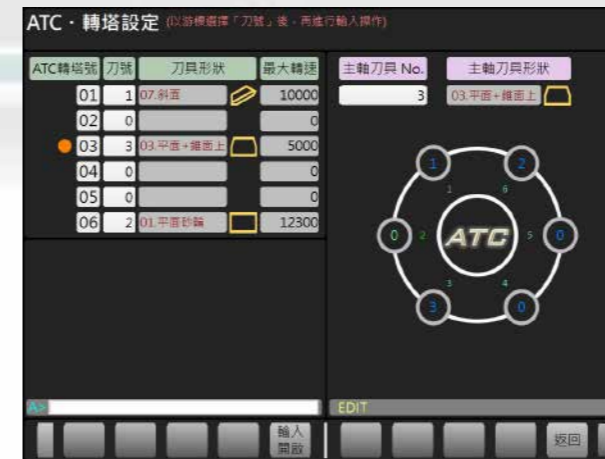 ATC・轉塔設定 (以游標選擇「刀號」後，再進行輸入操作)
ATC轉塔號 刀號 刀具形狀 最大轉速
01 1 07.斜面 10000
02 0 0
03 3 03.平面+錐面上 5000
04 0 0
05 0 0
06 2 01.平面砂輪 12300
主軸刀具 No. 主軸刀具形狀
3 03.平面+錐面上
1 2
1 6
0 2 ATC 5 0
3 4
3 0
A>
EDIT
輸入
開啟
返回